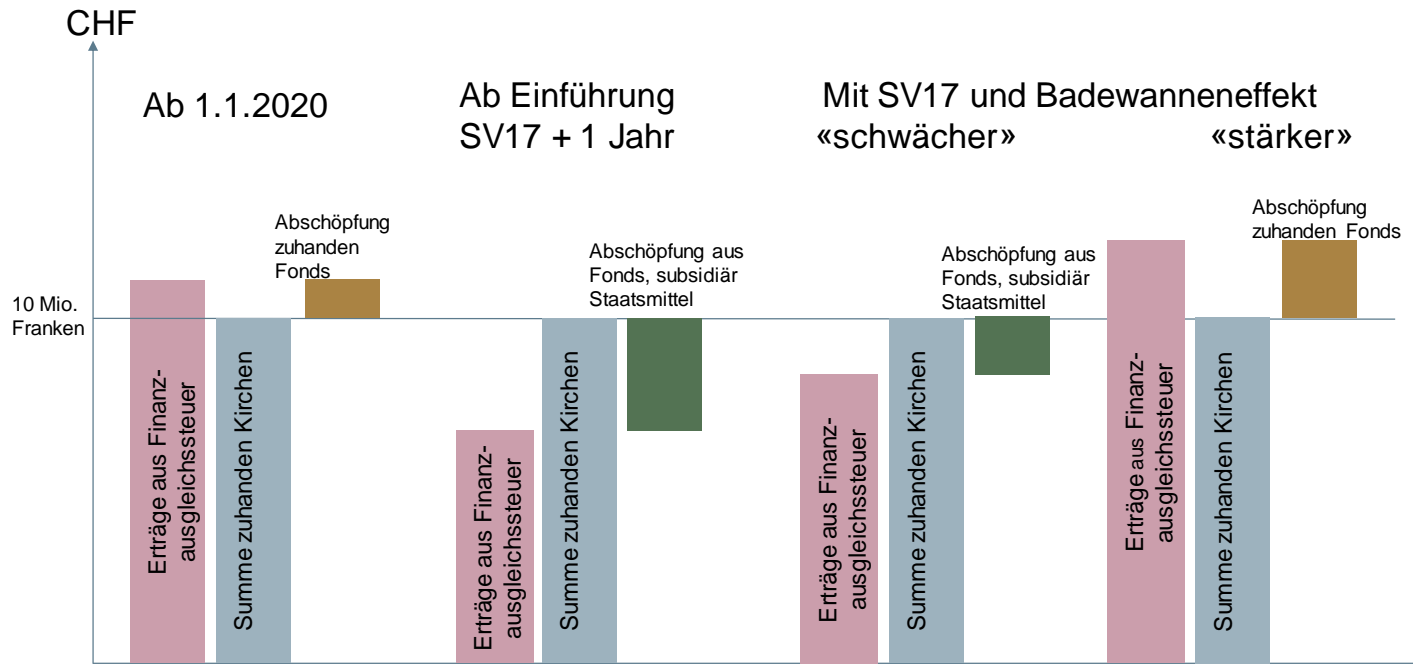 CHF
Ab 1.1.2020
Ab Einführung
SV17 + 1 Jahr
Mit SV17 und Badewanneneffekt
«schwächer»
«stärker»
10 Mio.
Franken
Abschöpfung
zuhanden
Fonds
Erträge aus Finanz-
ausgleichssteuer
Summe zuhanden Kirchen
Abschöpfung aus
Fonds, subsidiär
Staatsmittel
Erträge aus Finanz-
ausgleichssteuer
Summe zuhanden Kirchen
Abschöpfung aus
Fonds, subsidiär
Staatsmittel
Erträge aus Finanz-
ausgleichssteuer
Summe zuhanden Kirchen
Abschöpfung
zuhanden Fonds
Erträge aus Finanz-
ausgleichssteuer
Summe zuhanden Kirchen